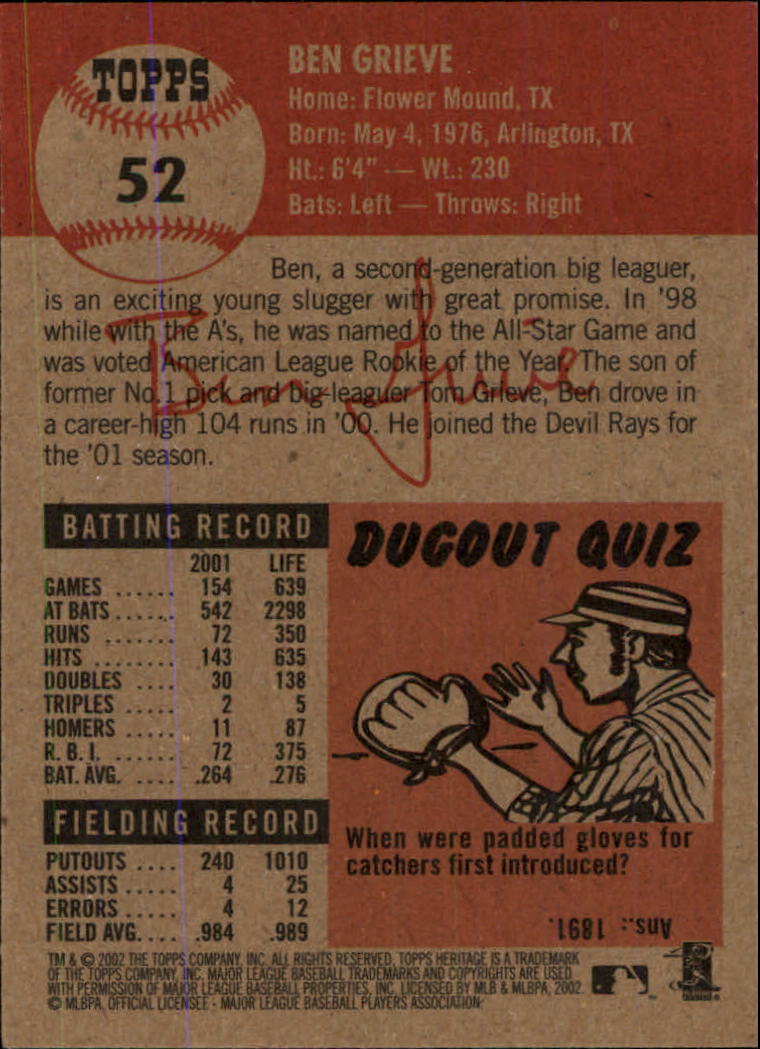 TOPPS
52
BEN GRIEVE
Home: Flower Mound, TX
Born: May 4, 1976, Arlington, TX
Ht.: 6'4" — Wt.: 230
Bats: Left — Throws: Right
Ben, a second-generation big leaguer,
is an exciting young slugger with great promise. In '98
while with the A's, he was named to the All-Star Game and
was voted American League Rookie of the Year. The son of
former No. 1 pick and big-leaguer Tom Grieve, Ben drove in
a career-high 104 runs in '00. He joined the Devil Rays for
the '01 season.
Ben Grieve
BATTING RECORD
2001 LIFE
GAMES ...... 154 639
AT BATS...... 542 2298
RUNS ....... 72 350
HITS ........ 143 635
DOUBLES .... 30 138
TRIPLES ..... 2 5
HOMERS ..... 11 87
R. B. I. ....... 72 375
BAT. AVG. .... .264 .276
FIELDING RECORD
PUTOUTS .... 240 1010
ASSISTS ..... 4 25
ERRORS ..... 4 12
FIELD AVG.... .984 .989
DUGOUT QUIZ
When were padded gloves for
catchers first introduced?
Ans.: 1891.
TM & © 2002 THE TOPPS COMPANY, INC. ALL RIGHTS RESERVED. TOPPS HERITAGE IS A TRADEMARK
OF THE TOPPS COMPANY, INC. MAJOR LEAGUE BASEBALL TRADEMARKS AND COPYRIGHTS ARE USED
WITH PERMISSION OF MAJOR LEAGUE BASEBALL PROPERTIES, INC. LICENSED BY MLB & MLBPA, 2002.
© MLBPA, OFFICIAL LICENSEE - MAJOR LEAGUE BASEBALL PLAYERS ASSOCIATION